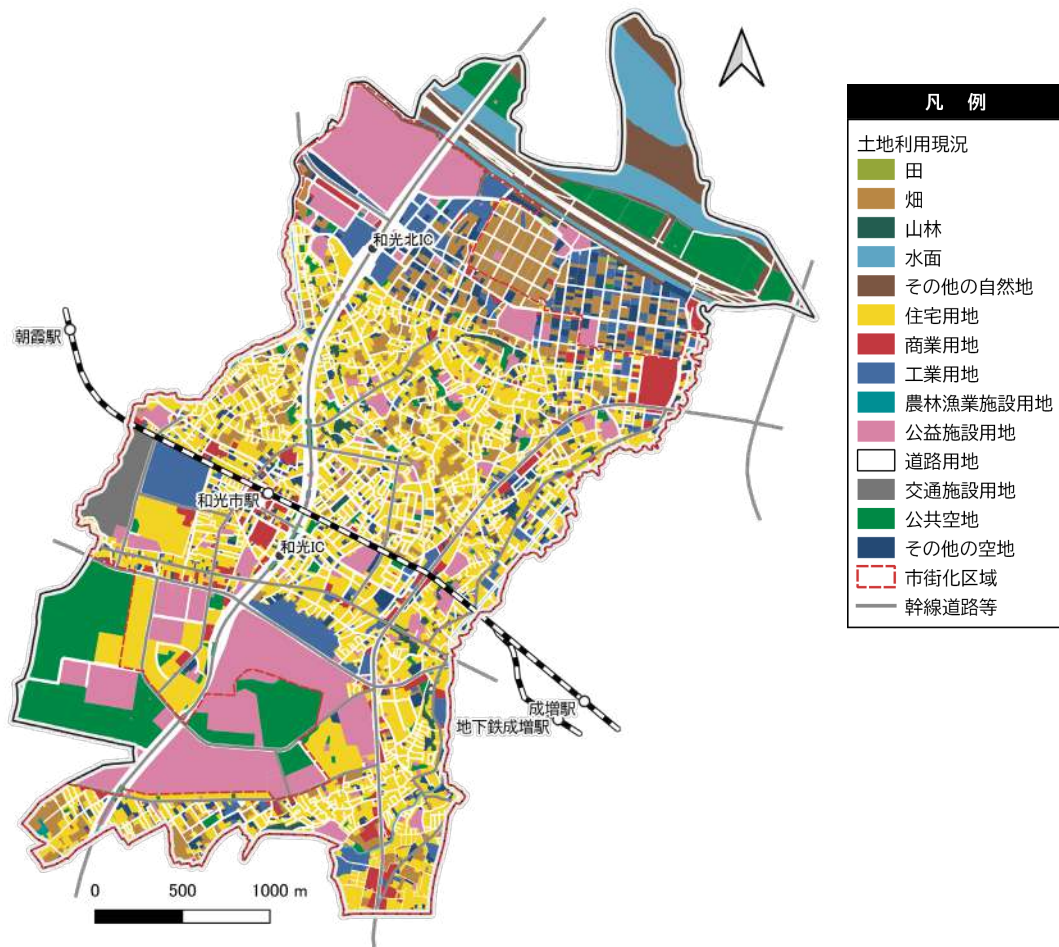 凡 例
土地利用現況
田
畑
山林
水面
その他の自然地
住宅用地
商業用地
工業用地
農林漁業施設用地
公益施設用地
道路用地
交通施設用地
公共空地
その他の空地
市街化区域
幹線道路等
和光北IC
朝霞駅
和光市駅
和光IC
成増駅
地下鉄成増駅
0 500 1000 m